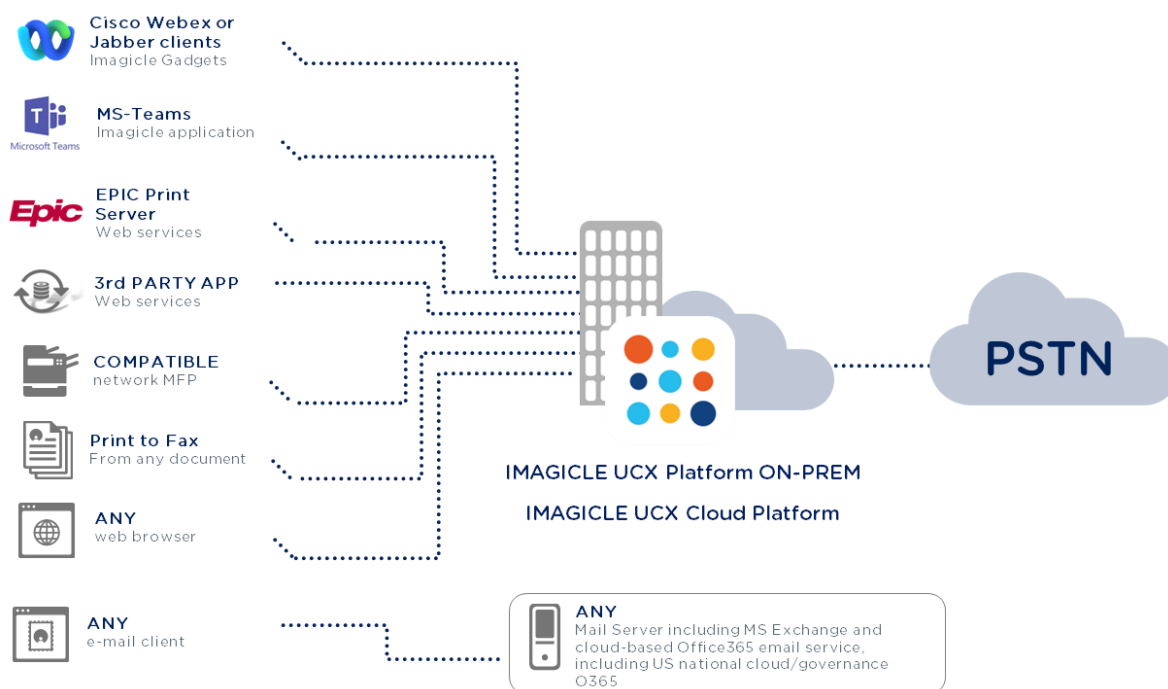 Cisco Webex or
Jabber clients
Imagicle Gadgets
T
Microsoft Teams
MS-Teams
Imagicle application
Epic
EPIC Print
Server
Web services
3rd PARTY APP
Web services
COMPATIBLE
network MFP
Print to Fax
From any document
ANY
web browser
ANY
e-mail client
IMAGICLE UCX Platform ON-PREM
IMAGICLE UCX Cloud Platform
PSTN
ANY
Mail Server including MS Exchange and
cloud-based Office365 email service,
including US national cloud/governance
O365